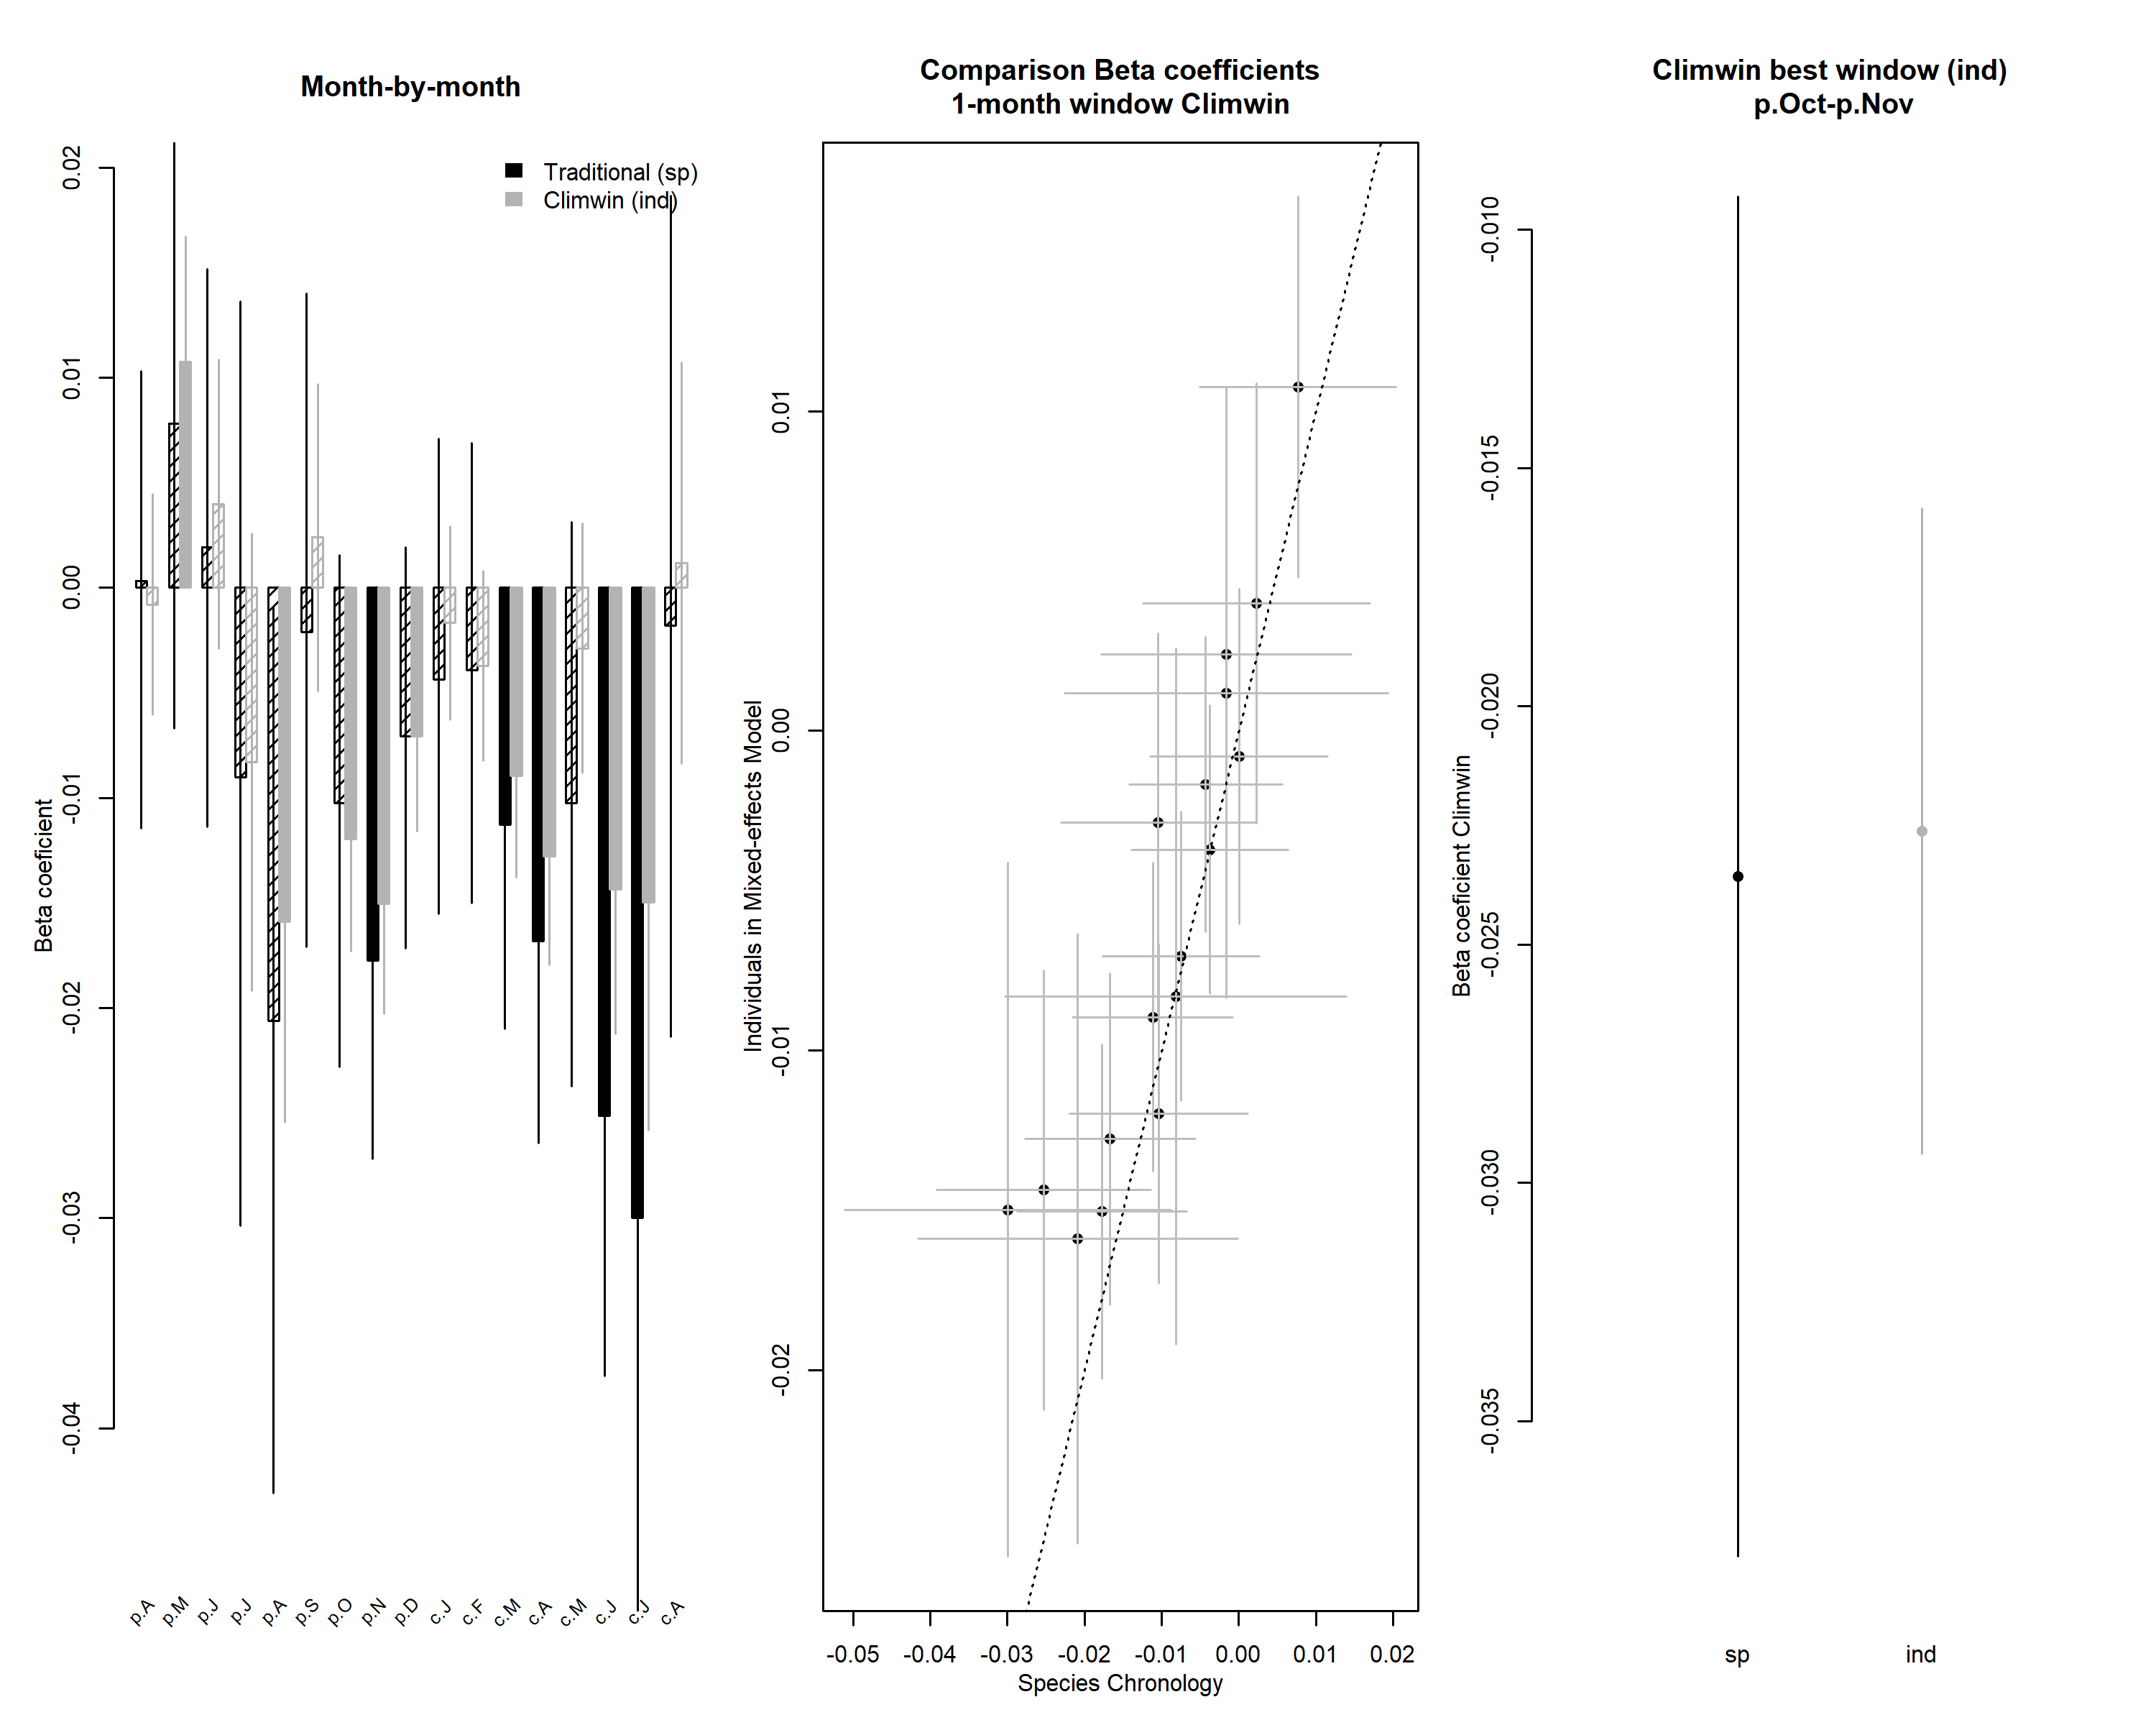 Month-by-month
Traditional (sp)
Climwin (ind)
Beta coeficient
0.02
0.01
0.00
-0.01
-0.02
-0.03
-0.04
p.A
p.M
p.J
p.J
p.A
p.S
p.O
p.N
p.D
c.J
c.F
c.M
c.A
c.M
c.J
c.J
c.A
Comparison Beta coefficients
1-month window Climwin
Individuals in Mixed-effects Model
0.01
0.00
-0.01
-0.02
-0.05 -0.04 -0.03 -0.02 -0.01 0.00 0.01 0.02
Species Chronology
Climwin best window (ind)
p.Oct-p.Nov
Beta coeficient Climwin
-0.010
-0.015
-0.020
-0.025
-0.030
-0.035
sp
ind